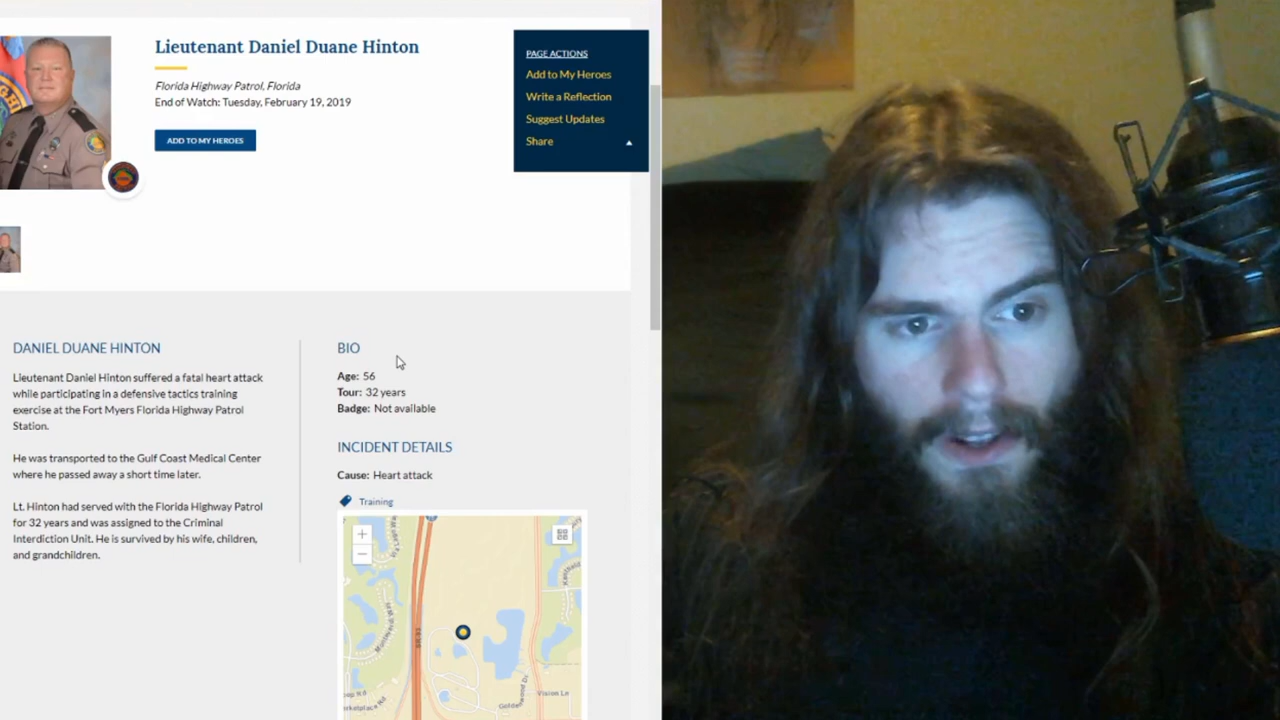 Lieutenant Daniel Duane Hinton
Florida Highway Patrol, Florida
End of Watch: Tuesday, February 19, 2019
ADD TO MY HEROES
PAGE ACTIONS
Add to My Heroes
Write a Reflection
Suggest Updates
Share
DANIEL DUANE HINTON
Lieutenant Daniel Hinton suffered a fatal heart attack
while participating in a defensive tactics training
exercise at the Fort Myers Florida Highway Patrol
Station.
He was transported to the Gulf Coast Medical Center
where he passed away a short time later.
Lt. Hinton had served with the Florida Highway Patrol
for 32 years and was assigned to the Criminal
Interdiction Unit. He is survived by his wife, children,
and grandchildren.
BIO
Age: 56
Tour: 32 years
Badge: Not available
INCIDENT DETAILS
Cause: Heart attack
Training
Vision Ln